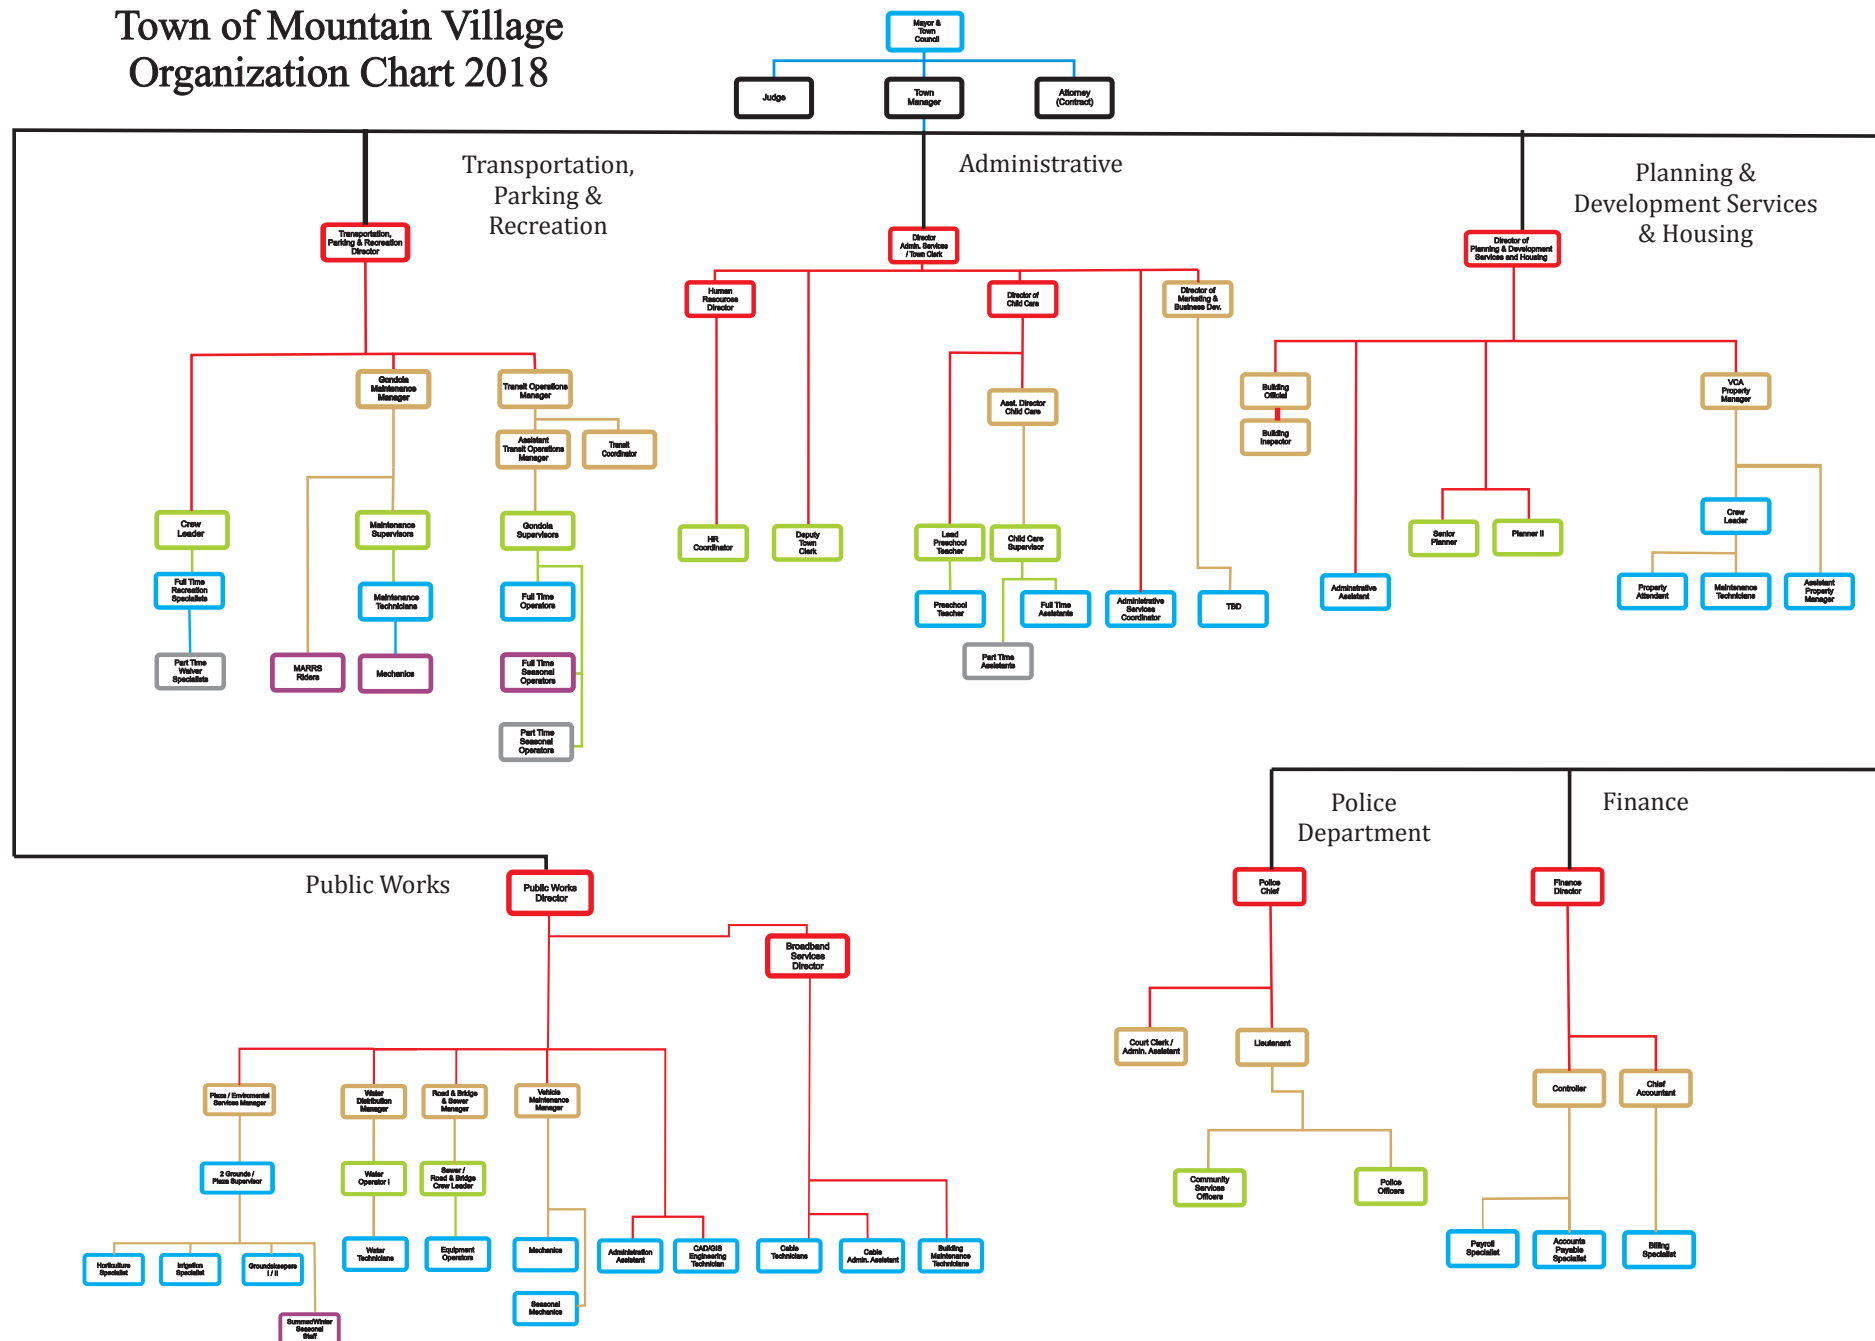 Town of Mountain Village
Organization Chart 2018
Mayor &
Town
Council
Judge
Town
Manager
Attorney
(Contract)
Transportation,
Parking &
Recreation
Administrative
Planning &
Development Services
& Housing
Transportation,
Parking & Recreation
Director
Director
Admin. Services
/ Town Clerk
Director of
Planning & Development
Services and Housing
Human
Resources
Director
Director of
Child Care
Director of
Marketing &
Business Dev.
Gondola
Maintenance
Manager
Transit Operations
Manager
Asst. Director
Child Care
Building
Official
VCA
Property
Manager
Assistant
Transit Operations
Manager
Transit
Coordinator
Building
Inspector
Crew
Leader
Maintenance
Supervisors
Gondola
Supervisors
HR
Coordinator
Deputy
Town
Clerk
Lead
Preschool
Teacher
Child Care
Supervisor
Senior
Planner
Planner II
Crew
Leader
Full Time
Recreation
Specialists
Maintenance
Technicians
Full Time
Operators
Preschool
Teacher
Full Time
Assistants
Administrative
Services
Coordinator
TBD
Adminstrative
Assistant
Property
Attendant
Maintenance
Technicians
Assistant
Property
Manager
Part Time
Waiver
Specialists
MARRS
Riders
Mechanics
Full Time
Seasonal
Operators
Part Time
Assistants
Part Time
Seasonal
Operators
Police
Department
Finance
Public Works
Public Works
Director
Police
Chief
Finance
Director
Broadband
Services
Director
Court Clerk /
Admin. Assistant
Lieutenant
Controller
Chief
Accountant
Plaza / Enviromental
Services Manager
Water
Distribution
Manager
Road & Bridge
& Sewer
Manager
Vehicle
Maintenance
Manager
2 Grounds /
Plaza Supervisor
Water
Operator I
Sewer /
Road & Bridge
Crew Leader
Community
Services
Officers
Police
Officers
Horticulture
Specialist
Irrigation
Specialist
Groundskeepers
I / II
Water
Technicians
Equipment
Operators
Mechanics
Administration
Assistant
CAD/GIS
Engineering
Technician
Cable
Technicians
Cable
Admin. Assistant
Building
Maintenance
Technicians
Payroll
Specialist
Accounts
Payable
Specialist
Billing
Specialist
Seasonal
Mechanics
Summer/Winter
Seasonal
Staff